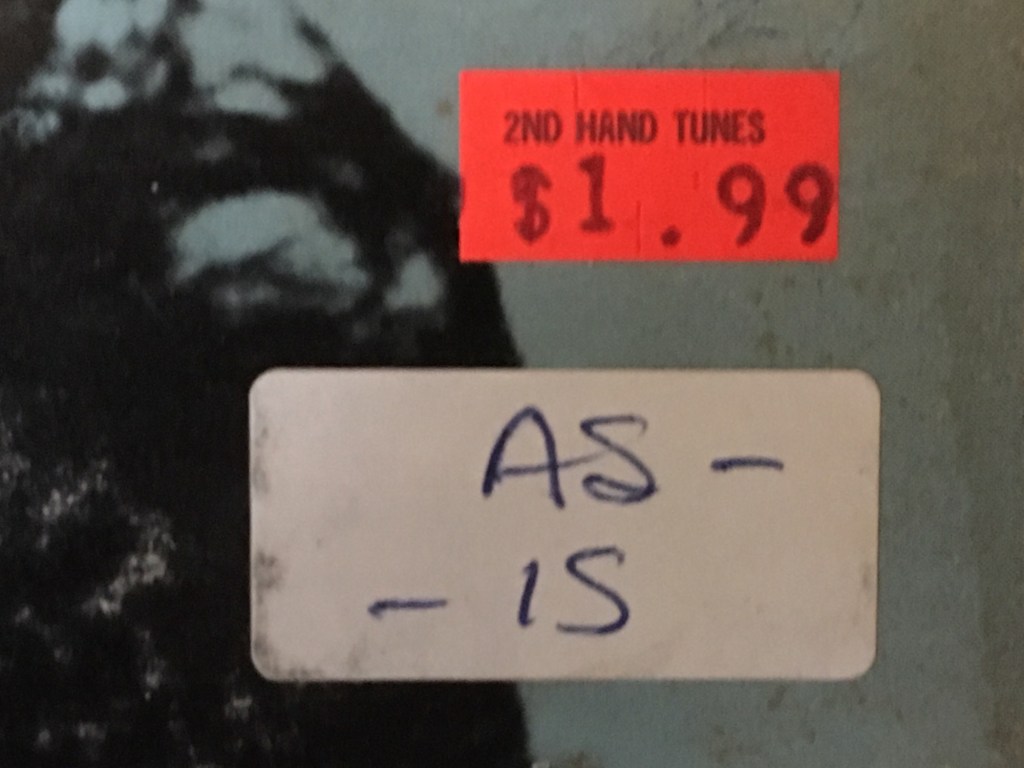 2ND HAND TUNES
$1.99
AS -
- IS